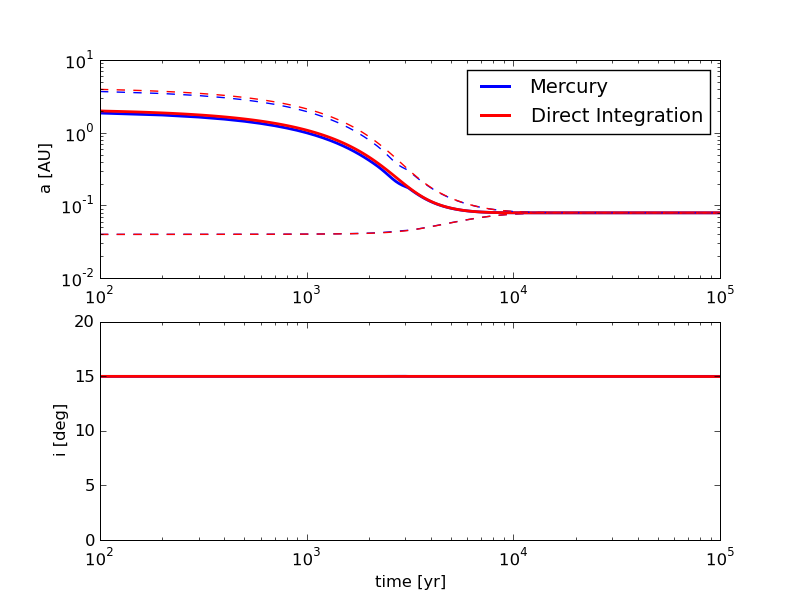 10^1
10^0
10^-1
10^-2
a [AU]
Mercury
Direct Integration
10^2 10^3 10^4 10^5
20
15
10
5
0
i [deg]
10^2 10^3 10^4 10^5
time [yr]